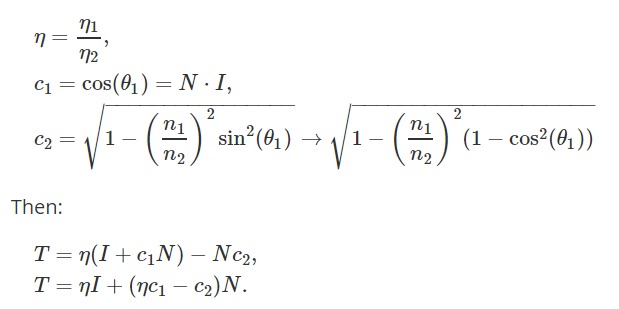 η = η1/η2,
c₁ = cos(θ₁) = N · I,
c₂ = √(1 − (n₁/n₂)² sin²(θ₁)) → √(1 − (n₁/n₂)² (1 − cos²(θ₁)))
Then:
T = η(I + c₁N) − Nc₂,
T = ηI + (ηc₁ − c₂)N.